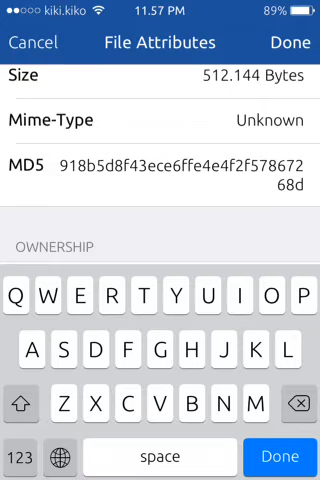 kiki.kiko 11.57 PM 89%
Cancel File Attributes Done
Size 512.144 Bytes
Mime-Type Unknown
MD5 918b5d8f43ece6ffe4e4f2f578672
68d
OWNERSHIP
Q W E R T Y U I O P
A S D F G H J K L
Z X C V B N M
123 space Done